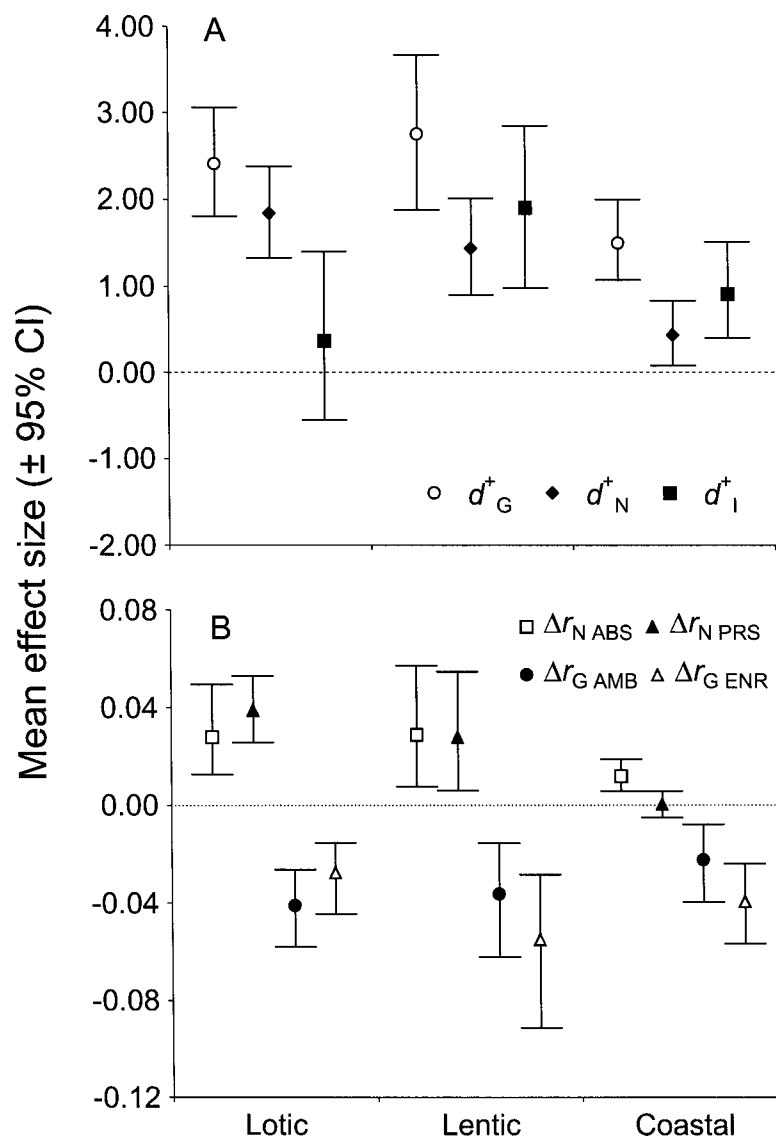 Mean effect size (± 95% CI)
A
4.00
3.00
2.00
1.00
0.00
-1.00
-2.00
d+G d+N d+I
B
0.08
0.04
0.00
-0.04
-0.08
-0.12
ΔrN ABS ΔrN PRS
ΔrG AMB ΔrG ENR
Lotic Lentic Coastal